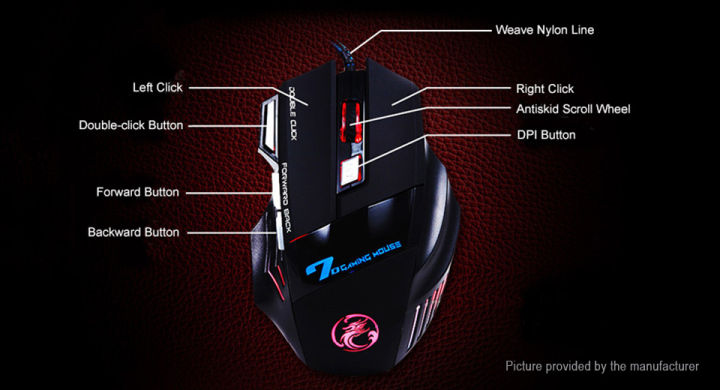 Weave Nylon Line
Left Click
Right Click
Antiskid Scroll Wheel
Double-click Button
DPI Button
Forward Button
Backward Button
DOUBLE CLICK
FORWARD BACK
7D GAMING MOUSE
Picture provided by the manufacturer